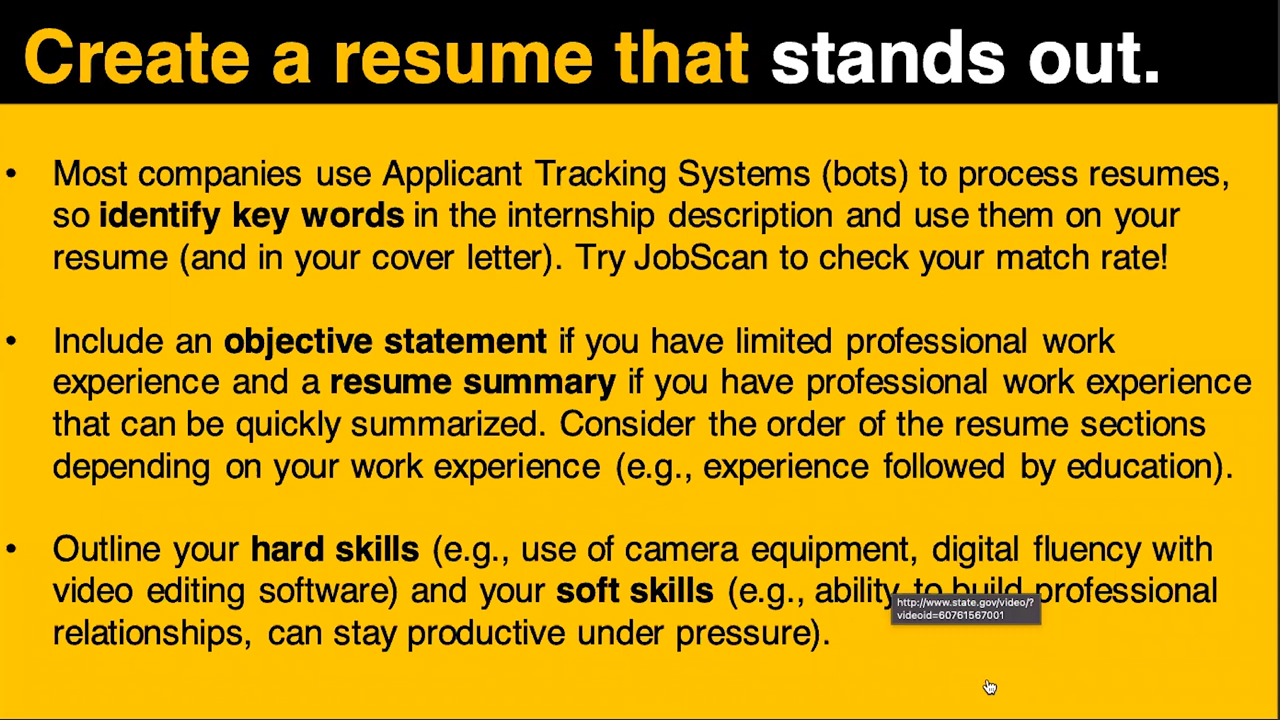 Create a resume that stands out.
• Most companies use Applicant Tracking Systems (bots) to process resumes,
so identify key words in the internship description and use them on your
resume (and in your cover letter). Try JobScan to check your match rate!
• Include an objective statement if you have limited professional work
experience and a resume summary if you have professional work experience
that can be quickly summarized. Consider the order of the resume sections
depending on your work experience (e.g., experience followed by education).
• Outline your hard skills (e.g., use of camera equipment, digital fluency with
video editing software) and your soft skills (e.g., ability to build professional
relationships, can stay productive under pressure).
http://www.state.gov/video/?
videoid=60761567001